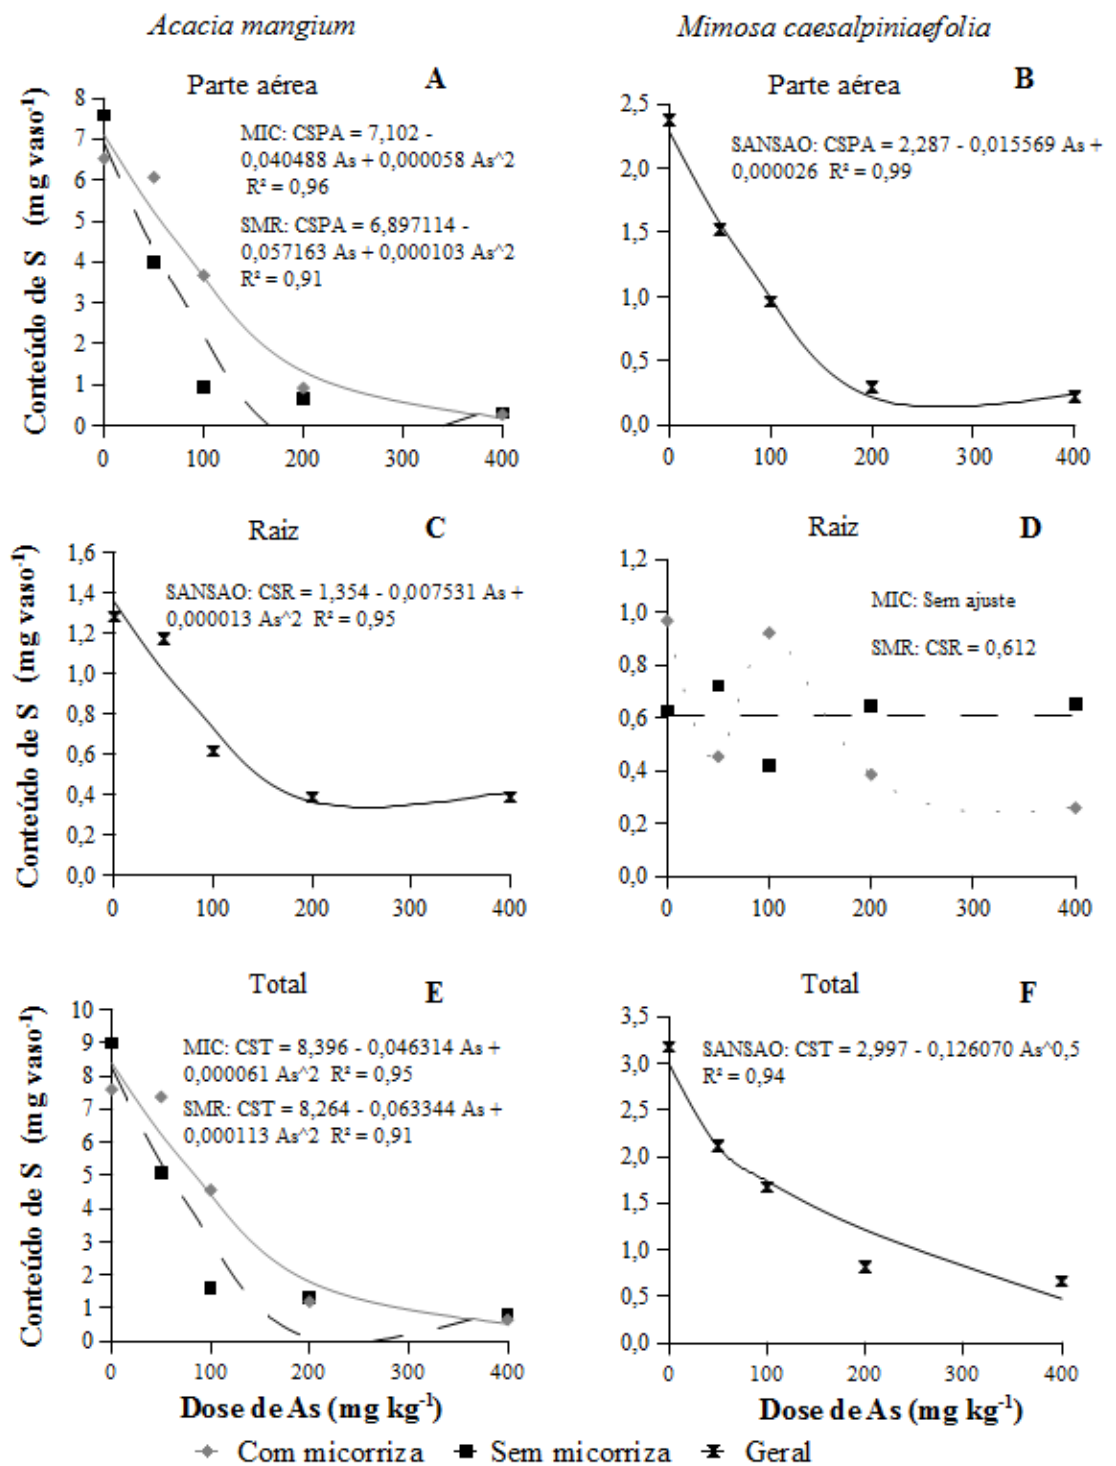 Acacia mangium
Mimosa caesalpiniaefolia
Parte aérea
A
Conteúdo de S (mg vaso-1)
8
7
6
5
4
3
2
1
0
MIC: CSPA = 7,102 -
0,040488 As + 0,000058 As^2
R² = 0,96
SMR: CSPA = 6,897114 -
0,057163 As + 0,000103 As^2
R² = 0,91
0 100 200 300 400
Parte aérea
B
2,5
2,0
1,5
1,0
0,5
0,0
SANSAO: CSPA = 2,287 - 0,015569 As +
0,000026 R² = 0,99
0 100 200 300 400
Raiz
C
Conteúdo de S (mg vaso-1)
1,6
1,4
1,2
1,0
0,8
0,6
0,4
0,2
0,0
SANSAO: CSR = 1,354 - 0,007531 As +
0,000013 As^2 R² = 0,95
0 100 200 300 400
Raiz
D
1,2
1,0
0,8
0,6
0,4
0,2
0,0
MIC: Sem ajuste
SMR: CSR = 0,612
0 100 200 300 400
Total
E
Conteúdo de S (mg vaso-1)
10
9
8
7
6
5
4
3
2
1
0
MIC: CST = 8,396 - 0,046314 As +
0,000061 As^2 R² = 0,95
SMR: CST = 8,264 - 0,063344 As +
0,000113 As^2 R² = 0,91
0 100 200 300 400
Dose de As (mg kg-1)
Total
F
3,5
3,0
2,5
2,0
1,5
1,0
0,5
0,0
SANSAO: CST = 2,997 - 0,126070 As^0,5
R² = 0,94
0 100 200 300 400
Dose de As (mg kg-1)
Com micorriza Sem micorriza Geral